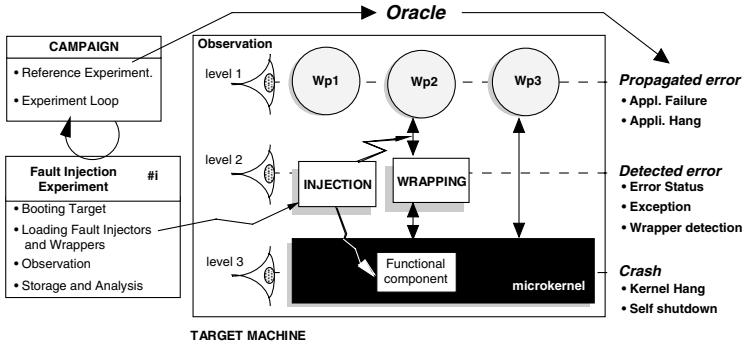 Oracle
CAMPAIGN
• Reference Experiment.
• Experiment Loop
Fault Injection
Experiment
#i
• Booting Target
• Loading Fault Injectors
and Wrappers
• Observation
• Storage and Analysis
Observation
level 1
Wp1
Wp2
Wp3
level 2
INJECTION
WRAPPING
level 3
Functional
component
microkernel
TARGET MACHINE
Propagated error
• Appl. Failure
• Appli. Hang
Detected error
• Error Status
• Exception
• Wrapper detection
Crash
• Kernel Hang
• Self shutdown